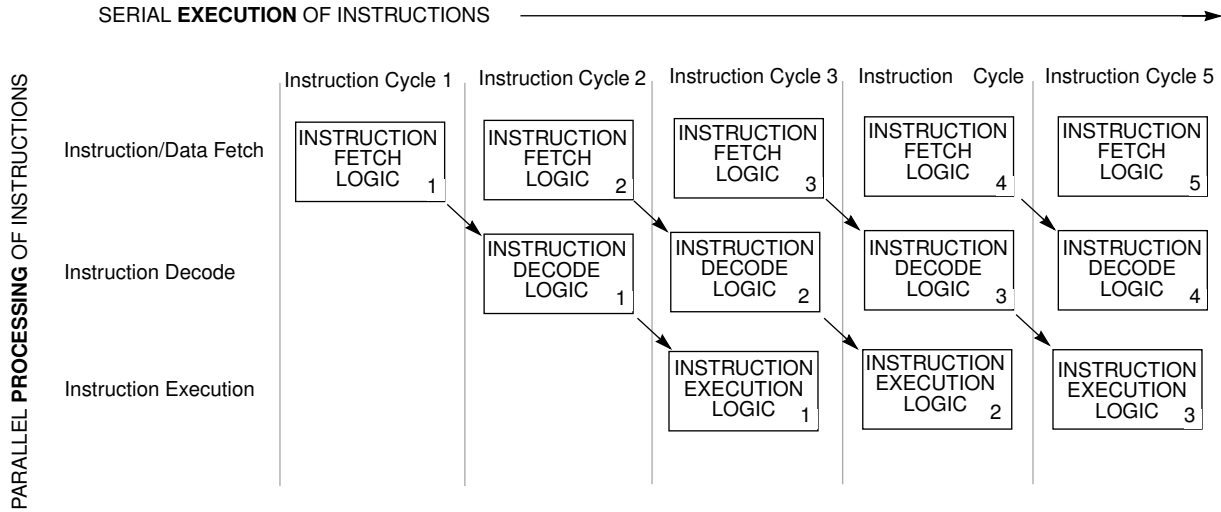 SERIAL EXECUTION OF INSTRUCTIONS
PARALLEL PROCESSING OF INSTRUCTIONS
Instruction Cycle 1
Instruction Cycle 2
Instruction Cycle 3
Instruction Cycle
Instruction Cycle 5
Instruction/Data Fetch
INSTRUCTION
FETCH
LOGIC 1
INSTRUCTION
FETCH
LOGIC 2
INSTRUCTION
FETCH
LOGIC 3
INSTRUCTION
FETCH
LOGIC 4
INSTRUCTION
FETCH
LOGIC 5
Instruction Decode
INSTRUCTION
DECODE
LOGIC 1
INSTRUCTION
DECODE
LOGIC 2
INSTRUCTION
DECODE
LOGIC 3
INSTRUCTION
DECODE
LOGIC 4
Instruction Execution
INSTRUCTION
EXECUTION
LOGIC 1
INSTRUCTION
EXECUTION
LOGIC 2
INSTRUCTION
EXECUTION
LOGIC 3